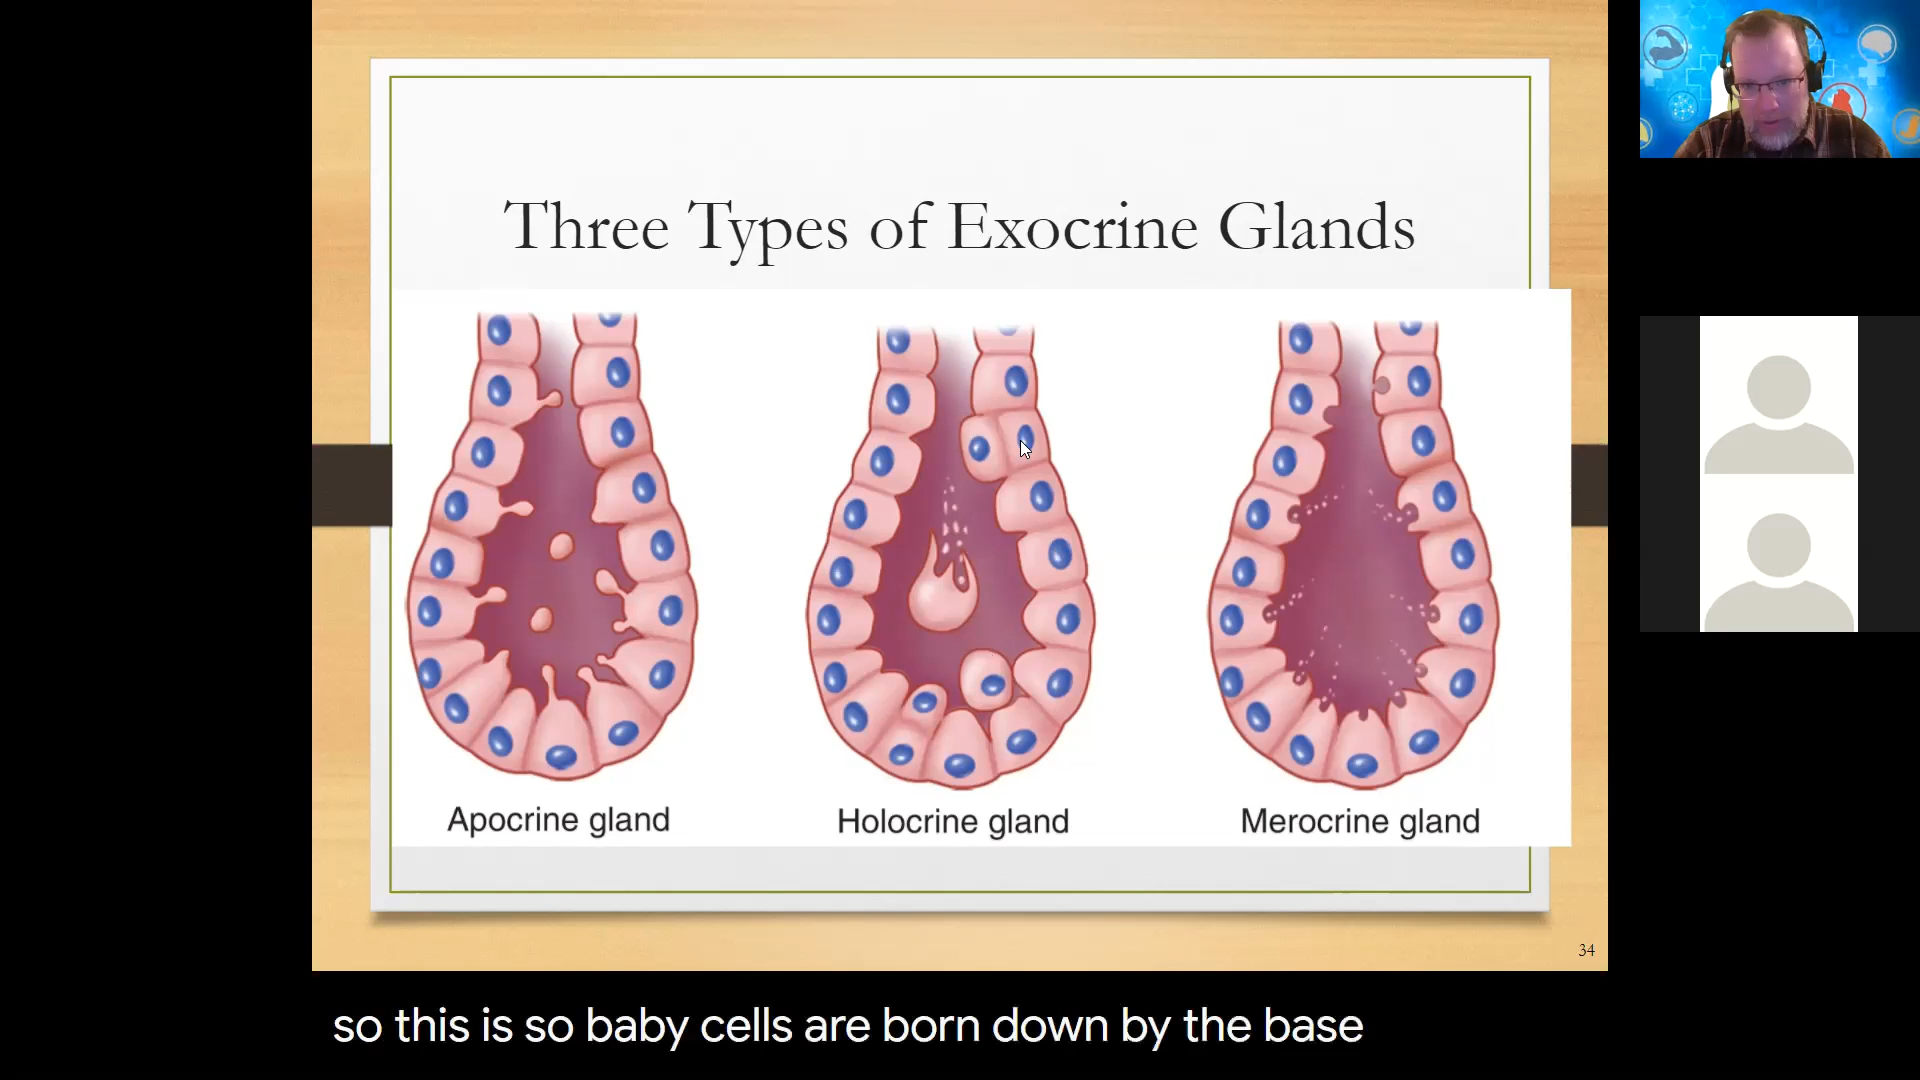 Three Types of Exocrine Glands
Apocrine gland
Holocrine gland
Merocrine gland
34
so this is so baby cells are born down by the base